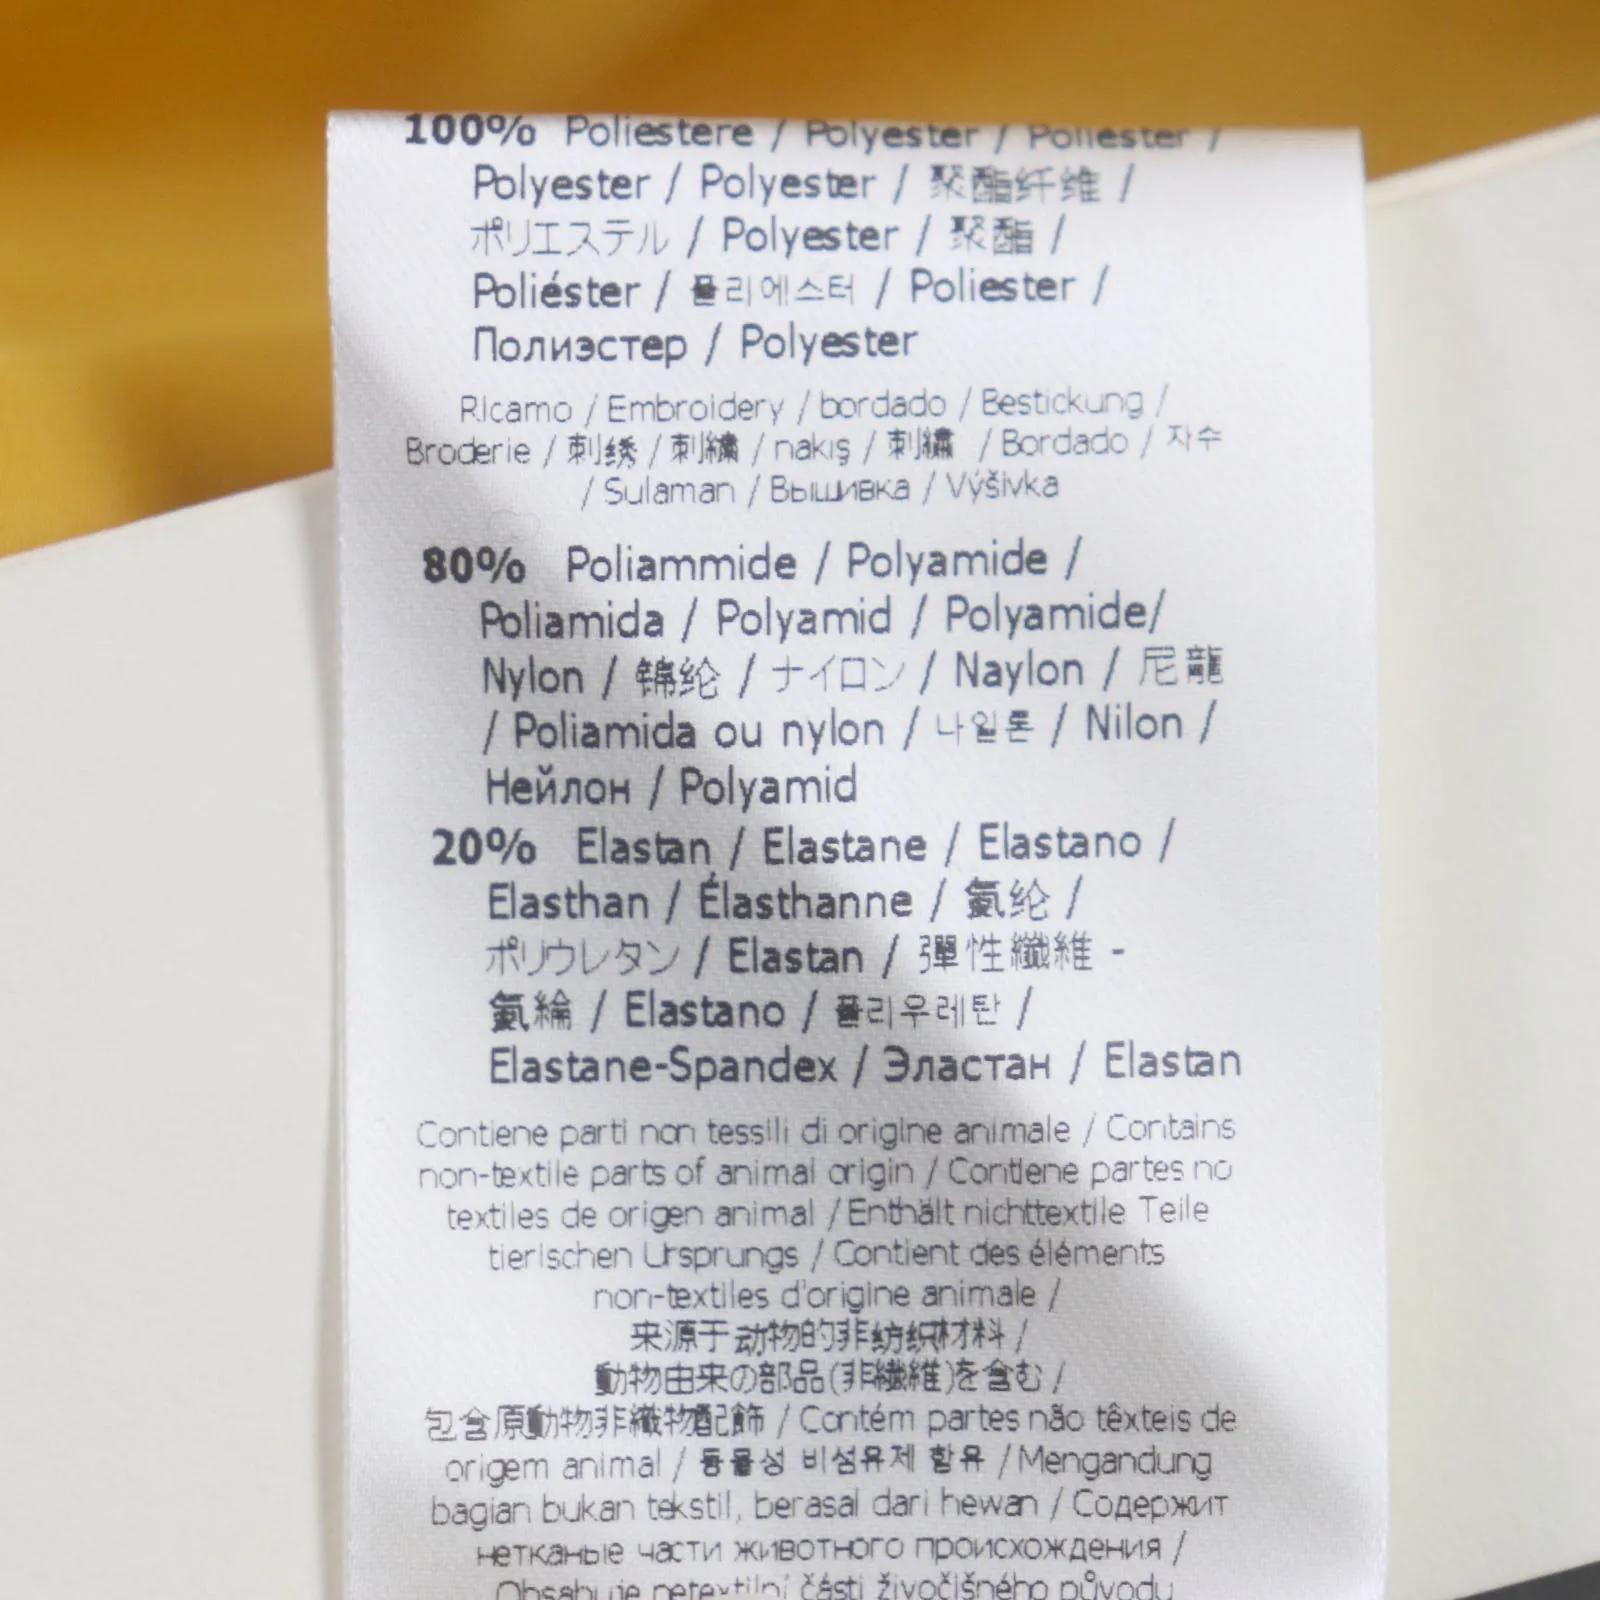 100% Poliestere / Polyester / Poliester /
Polyester / Polyester / 聚酯纤维 /
ポリエステル / Polyester / 聚酯 /
Poliéster / 폴리에스터 / Poliester /
Полиэстер / Polyester
Ricamo / Embroidery / bordado / Bestickung /
Broderie / 刺绣 / 刺繍 / nakış / 刺繡 / Bordado / 자수
/ Sulaman / Вышивка / Výšivka
80% Poliammide / Polyamide /
Poliamida / Polyamid / Polyamide/
Nylon / 锦纶 / ナイロン / Naylon / 尼龍
/ Poliamida ou nylon / 나일론 / Nilon /
Нейлон / Polyamid
20% Elastan / Elastane / Elastano /
Elasthan / Élasthanne / 氨纶 /
ポリウレタン / Elastan / 彈性纖維 -
氨綸 / Elastano / 폴리우레탄 /
Elastane-Spandex / Эластан / Elastan
Contiene parti non tessili di origine animale / Contains
non-textile parts of animal origin / Contiene partes no
textiles de origen animal / Enthält nichttextile Teile
tierischen Ursprungs / Contient des éléments
non-textiles d'origine animale /
来源于动物的非纺织材料 /
動物由来の部品(非繊維)を含む /
包含原動物非織物配飾 / Contém partes não têxteis de
origem animal / 동물성 비섬유제 함유 / Mengandung
bagian bukan tekstil, berasal dari hewan / Содержит
нетканые части животного происхождения /
Obsahuje netextilní části živočišného původu